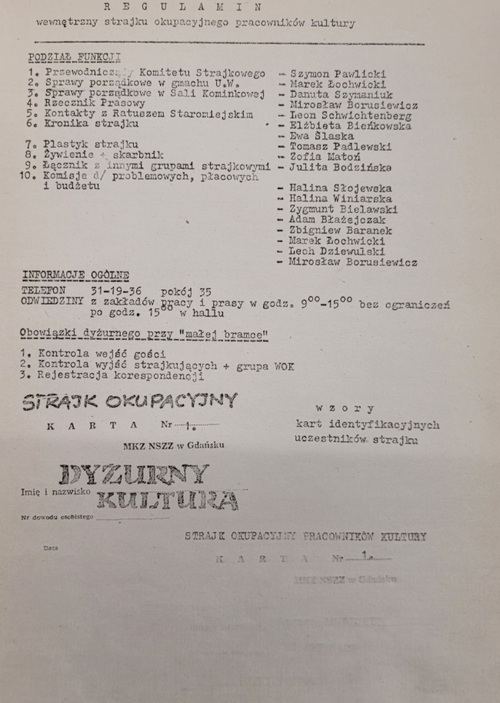 R E G U L A M I N
wewnętrzny strajku okupacyjnego pracowników kultury
PODZIAŁ FUNKCJI
1. Przewodniczący Komitetu Strajkowego - Szymon Pawlicki
2. Sprawy porządkowe w gmachu U.W. - Marek Łochwicki
3. Sprawy porządkowe w Sali Kominkowej - Danuta Szymaniuk
4. Rzecznik Prasowy - Mirosław Borusiewicz
5. Kontakty z Ratuszem Staromiejskim - Leon Schwichtenberg
6. Kronika strajku - Elżbieta Bieńkowska
- Ewa Ślaska
7. Plastyk strajku - Tomasz Padlewski
8. Żywienie + skarbnik - Zofia Matoń
9. Łącznik z innymi grupami strajkowymi - Julita Bodzińska
10. Komisje d/ problemowych, płacowych
i budżetu - Halina Słojewska
- Halina Winiarska
- Zygmunt Bielawski
- Adam Błażejczak
- Zbigniew Baranek
- Marek Łochwicki
- Lech Dziewulski
- Mirosław Borusiewicz
INFORMACJE OGÓLNE
TELEFON 31-19-36 pokój 35
ODWIEDZINY z zakładów pracy i prasy w godz. 9⁰⁰-15⁰⁰ bez ograniczeń
po godz. 15⁰⁰ w hallu
Obowiązki dyżurnego przy "małej bramce"
1. Kontrola wejść gości
2. Kontrola wyjść strajkujących + grupa WOK
3. Rejestracja korespondencji
STRAJK OKUPACYJNY
K A R T A Nr 1.
MKZ NSZZ w Gdańsku
w z o r y
kart identyfikacyjnych
uczestników strajku
DYŻURNY
Imię i nazwisko KULTURA
Nr dowodu osobistego
STRAJK OKUPACYJNY PRACOWNIKÓW KULTURY
Data
K A R T A Nr 1.
MKZ NSZZ w Gdańsku